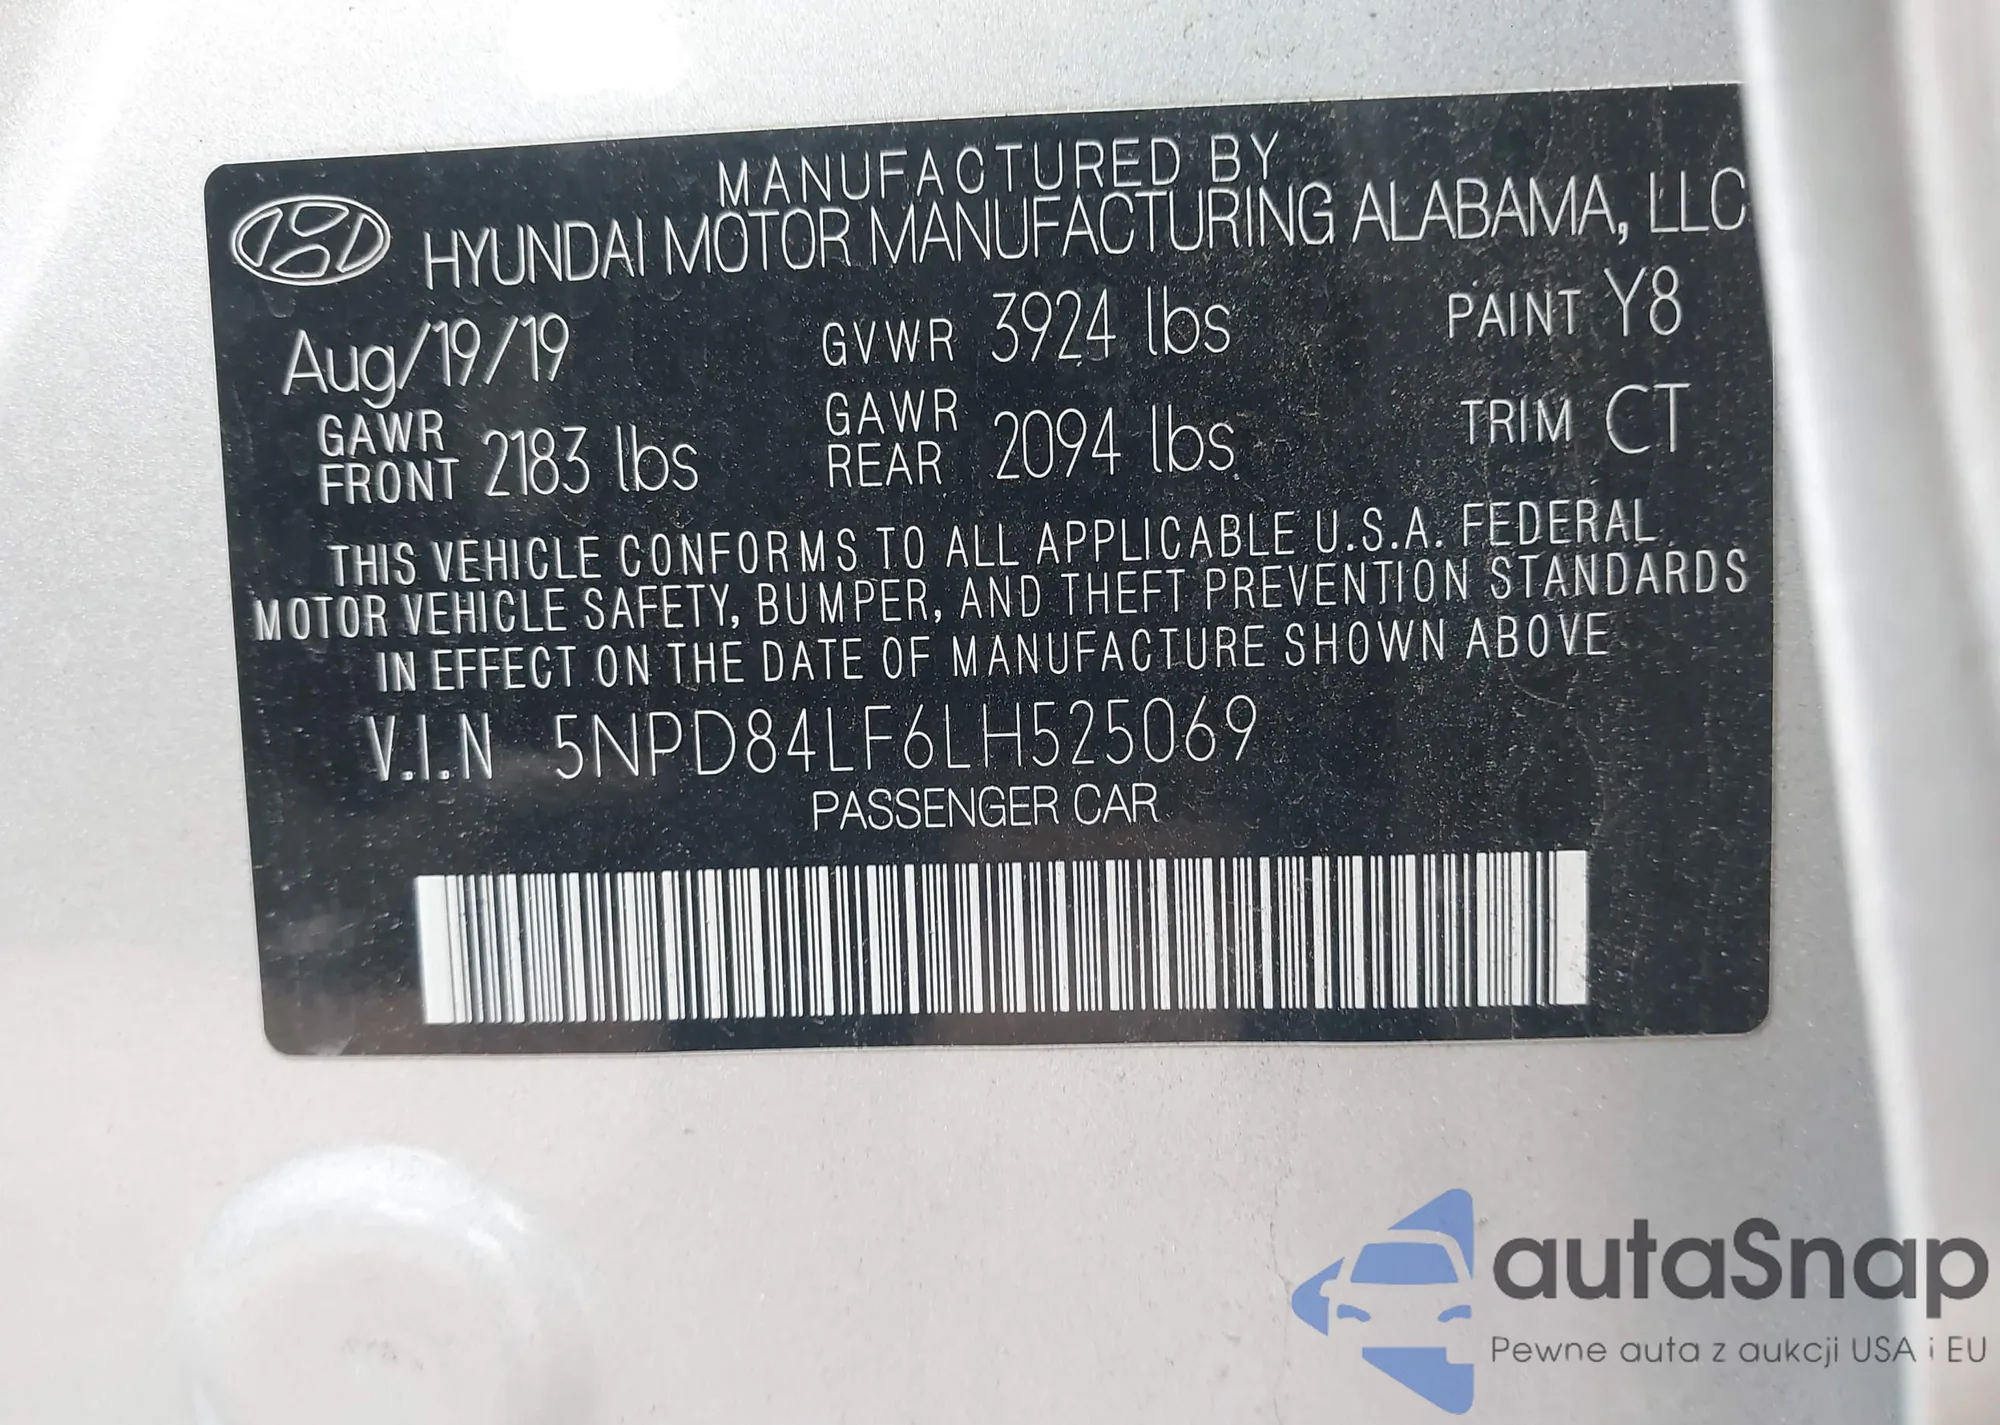 MANUFACTURED BY
HYUNDAI MOTOR MANUFACTURING ALABAMA, LLC
Aug/19/19 GVWR 3924 lbs PAINT Y8
GAWR FRONT 2183 lbs GAWR REAR 2094 lbs TRIM CT
THIS VEHICLE CONFORMS TO ALL APPLICABLE U.S.A. FEDERAL
MOTOR VEHICLE SAFETY, BUMPER, AND THEFT PREVENTION STANDARDS
IN EFFECT ON THE DATE OF MANUFACTURE SHOWN ABOVE
V.I.N 5NPD84LF6LH525069
PASSENGER CAR
autaSnap
Pewne auta z aukcji USA i EU